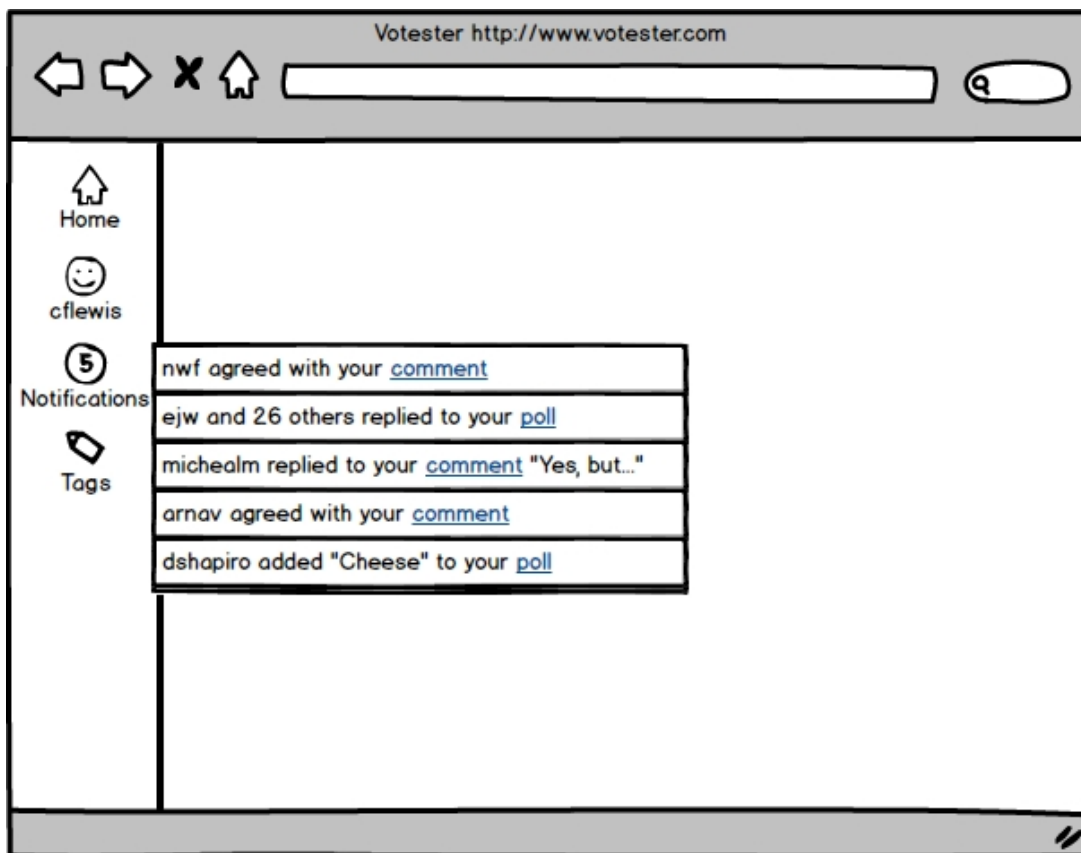 Votester http://www.votester.com
Home
cflewis
5
Notifications
nwf agreed with your comment
ejw and 26 others replied to your poll
michealm replied to your comment "Yes, but..."
arnav agreed with your comment
dshapiro added "Cheese" to your poll
Tags